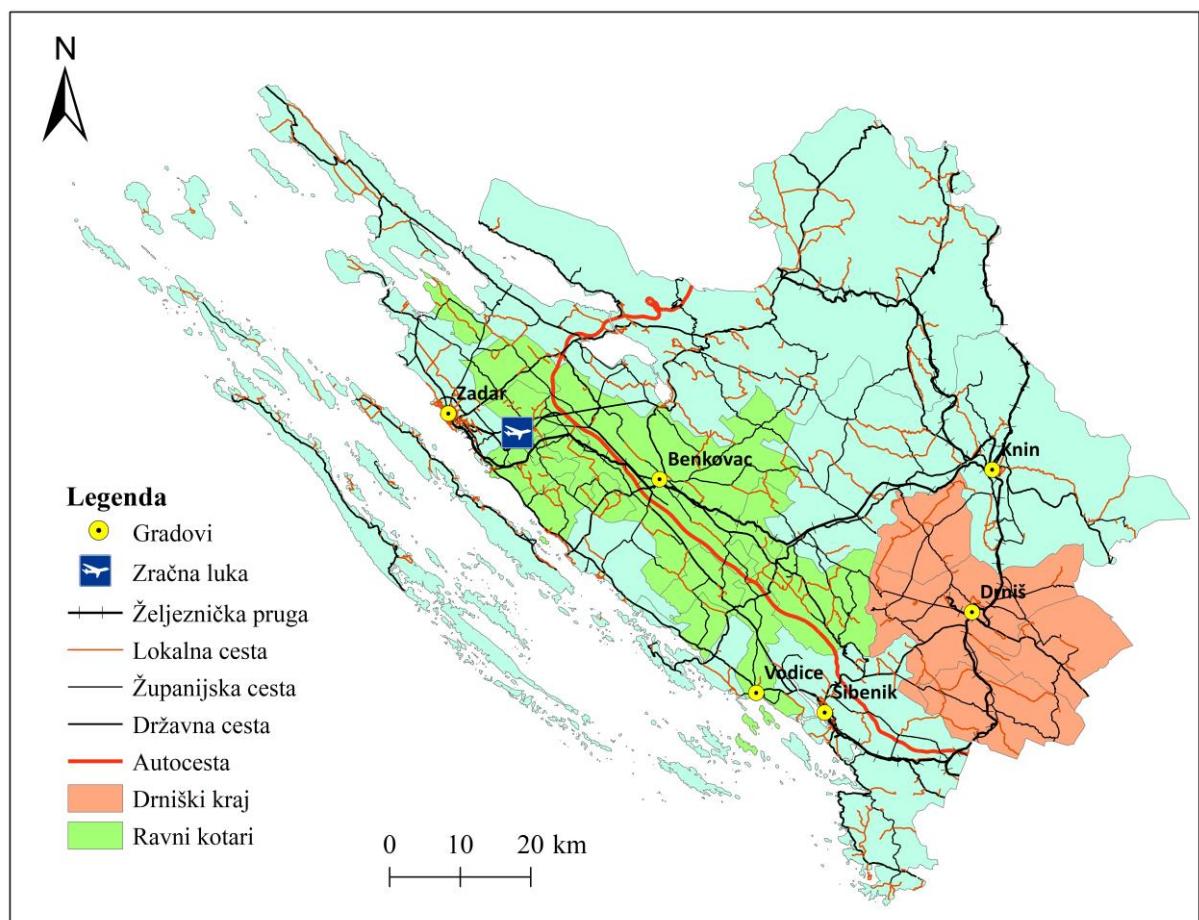 N
Zadar
Benkovac
Knin
Drniš
Vodice
Šibenik
Legenda
Gradovi
Zračna luka
Željeznička pruga
Lokalna cesta
Županijska cesta
Državna cesta
Autocesta
Drniški kraj
Ravni kotari
0 10 20 km